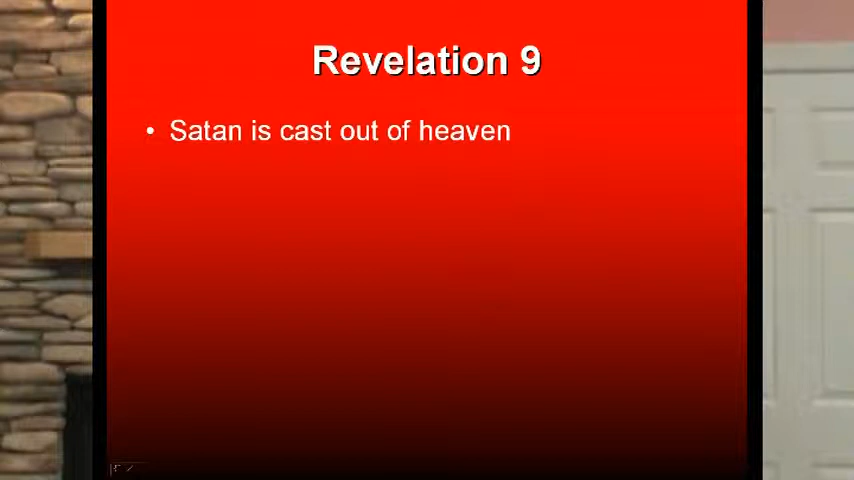 Revelation 9
• Satan is cast out of heaven